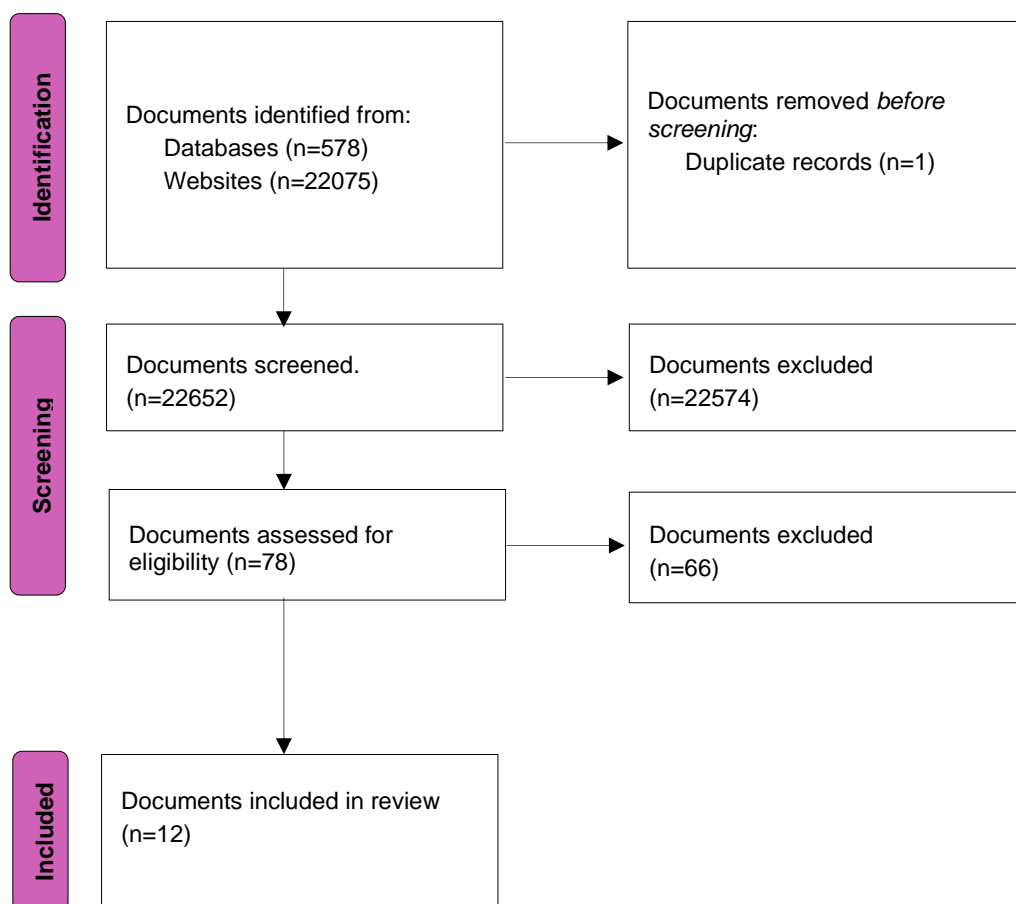 Identification
Documents identified from:
Databases (n=578)
Websites (n=22075)
Documents removed before
screening:
Duplicate records (n=1)
Screening
Documents screened.
(n=22652)
Documents excluded
(n=22574)
Documents assessed for
eligibility (n=78)
Documents excluded
(n=66)
Included
Documents included in review
(n=12)